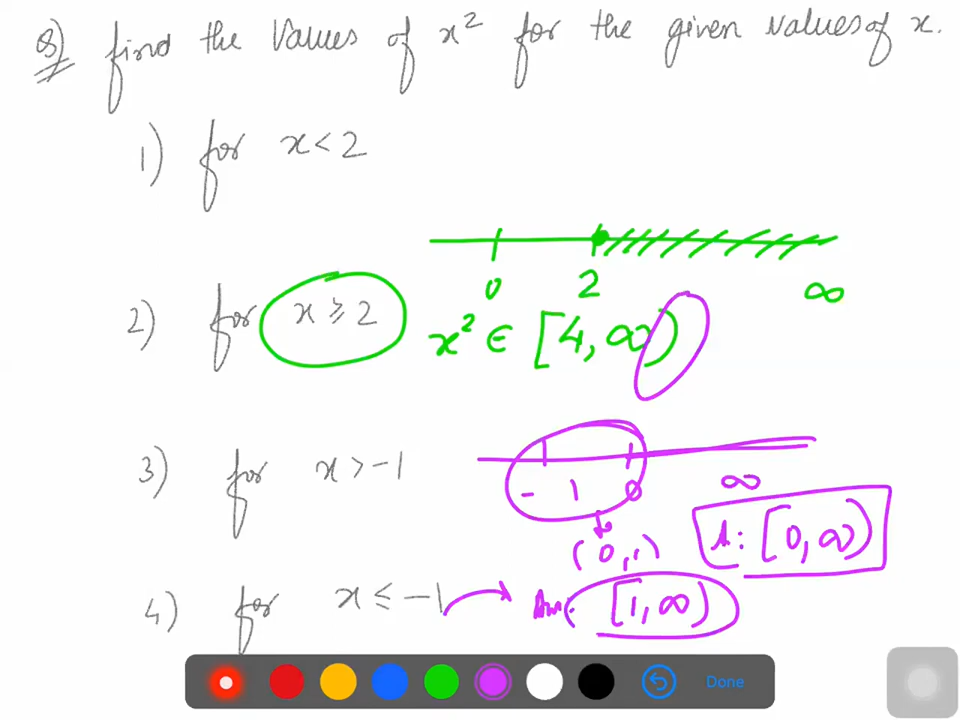 Q) find the Values of x² for the given values of x.
1) for x < 2
0 2 ∞
2) for x ≥ 2 x² ∈ [4, ∞)
3) for x > -1
-1 0 ∞
(0, 1) A: [0, ∞)
4) for x ≤ -1 Ans: [1, ∞)
Done